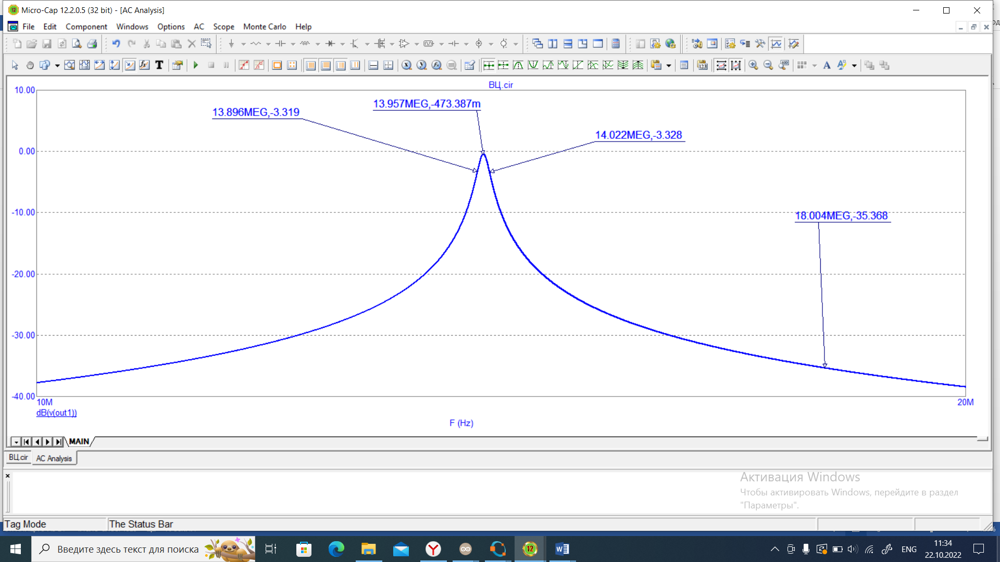 Micro-Cap 12.2.0.5 (32 bit) - [AC Analysis]
File Edit Component Windows Options AC Scope Monte Carlo Help
ВЦ.cir
10.00
13.957MEG,-473.387m
13.896MEG,-3.319
14.022MEG,-3.328
0.00
-10.00
18.004MEG,-35.368
-20.00
-30.00
-40.00
10M
20M
dB(v(out1))
F (Hz)
MAIN
ВЦ.cir AC Analysis
Активация Windows
Чтобы активировать Windows, перейдите в раздел
"Параметры".
Tag Mode
The Status Bar
Введите здесь текст для поиска
ENG
11:34
22.10.2022